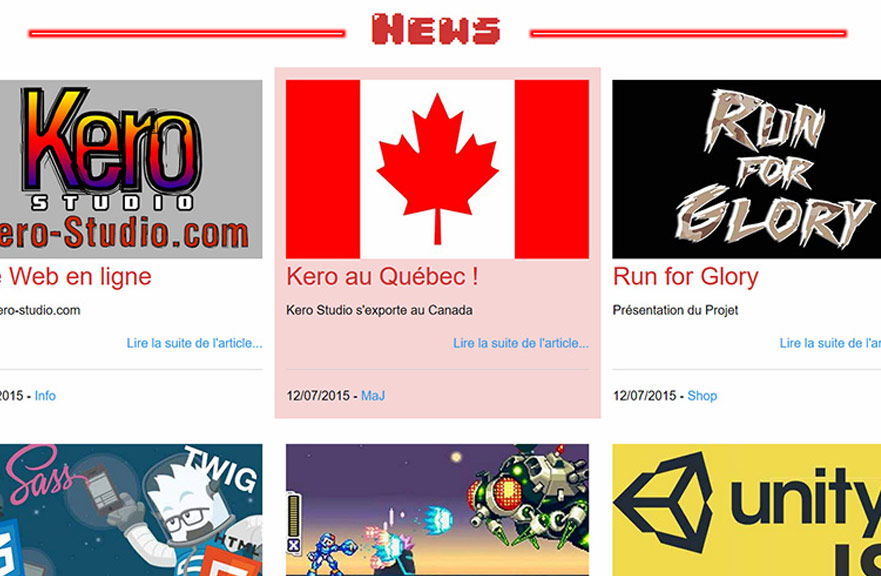 News
Kero
STUDIO
ero-Studio.com
RUN
FOR
GLORY
Web en ligne
Kero au Québec !
Run for Glory
ero-studio.com
Kero Studio s'exporte au Canada
Présentation du Projet
Lire la suite de l'article...
Lire la suite de l'article...
Lire la suite de l'ar
2015 - Info
12/07/2015 - MaJ
12/07/2015 - Shop
Sass
TWIG
HTML
X
unity